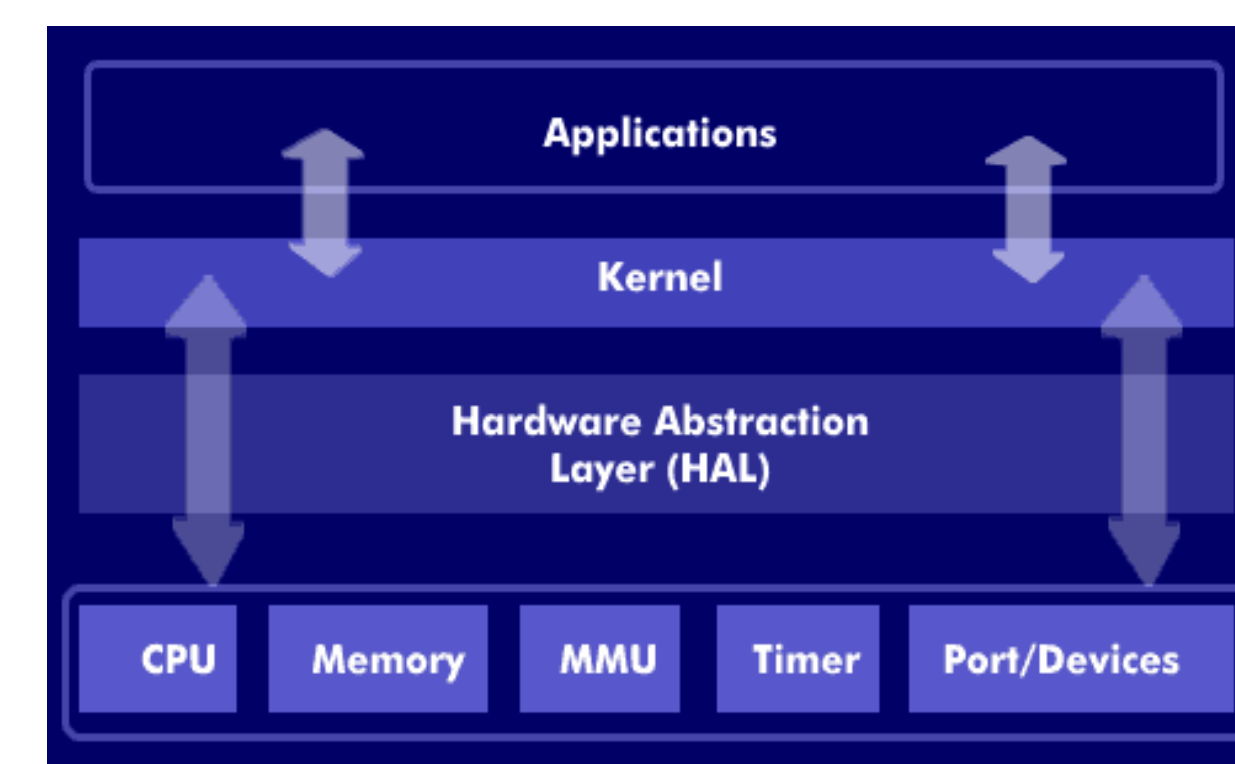 Applications
Kernel
Hardware Abstraction
Layer (HAL)
CPU Memory MMU Timer Port/Devices